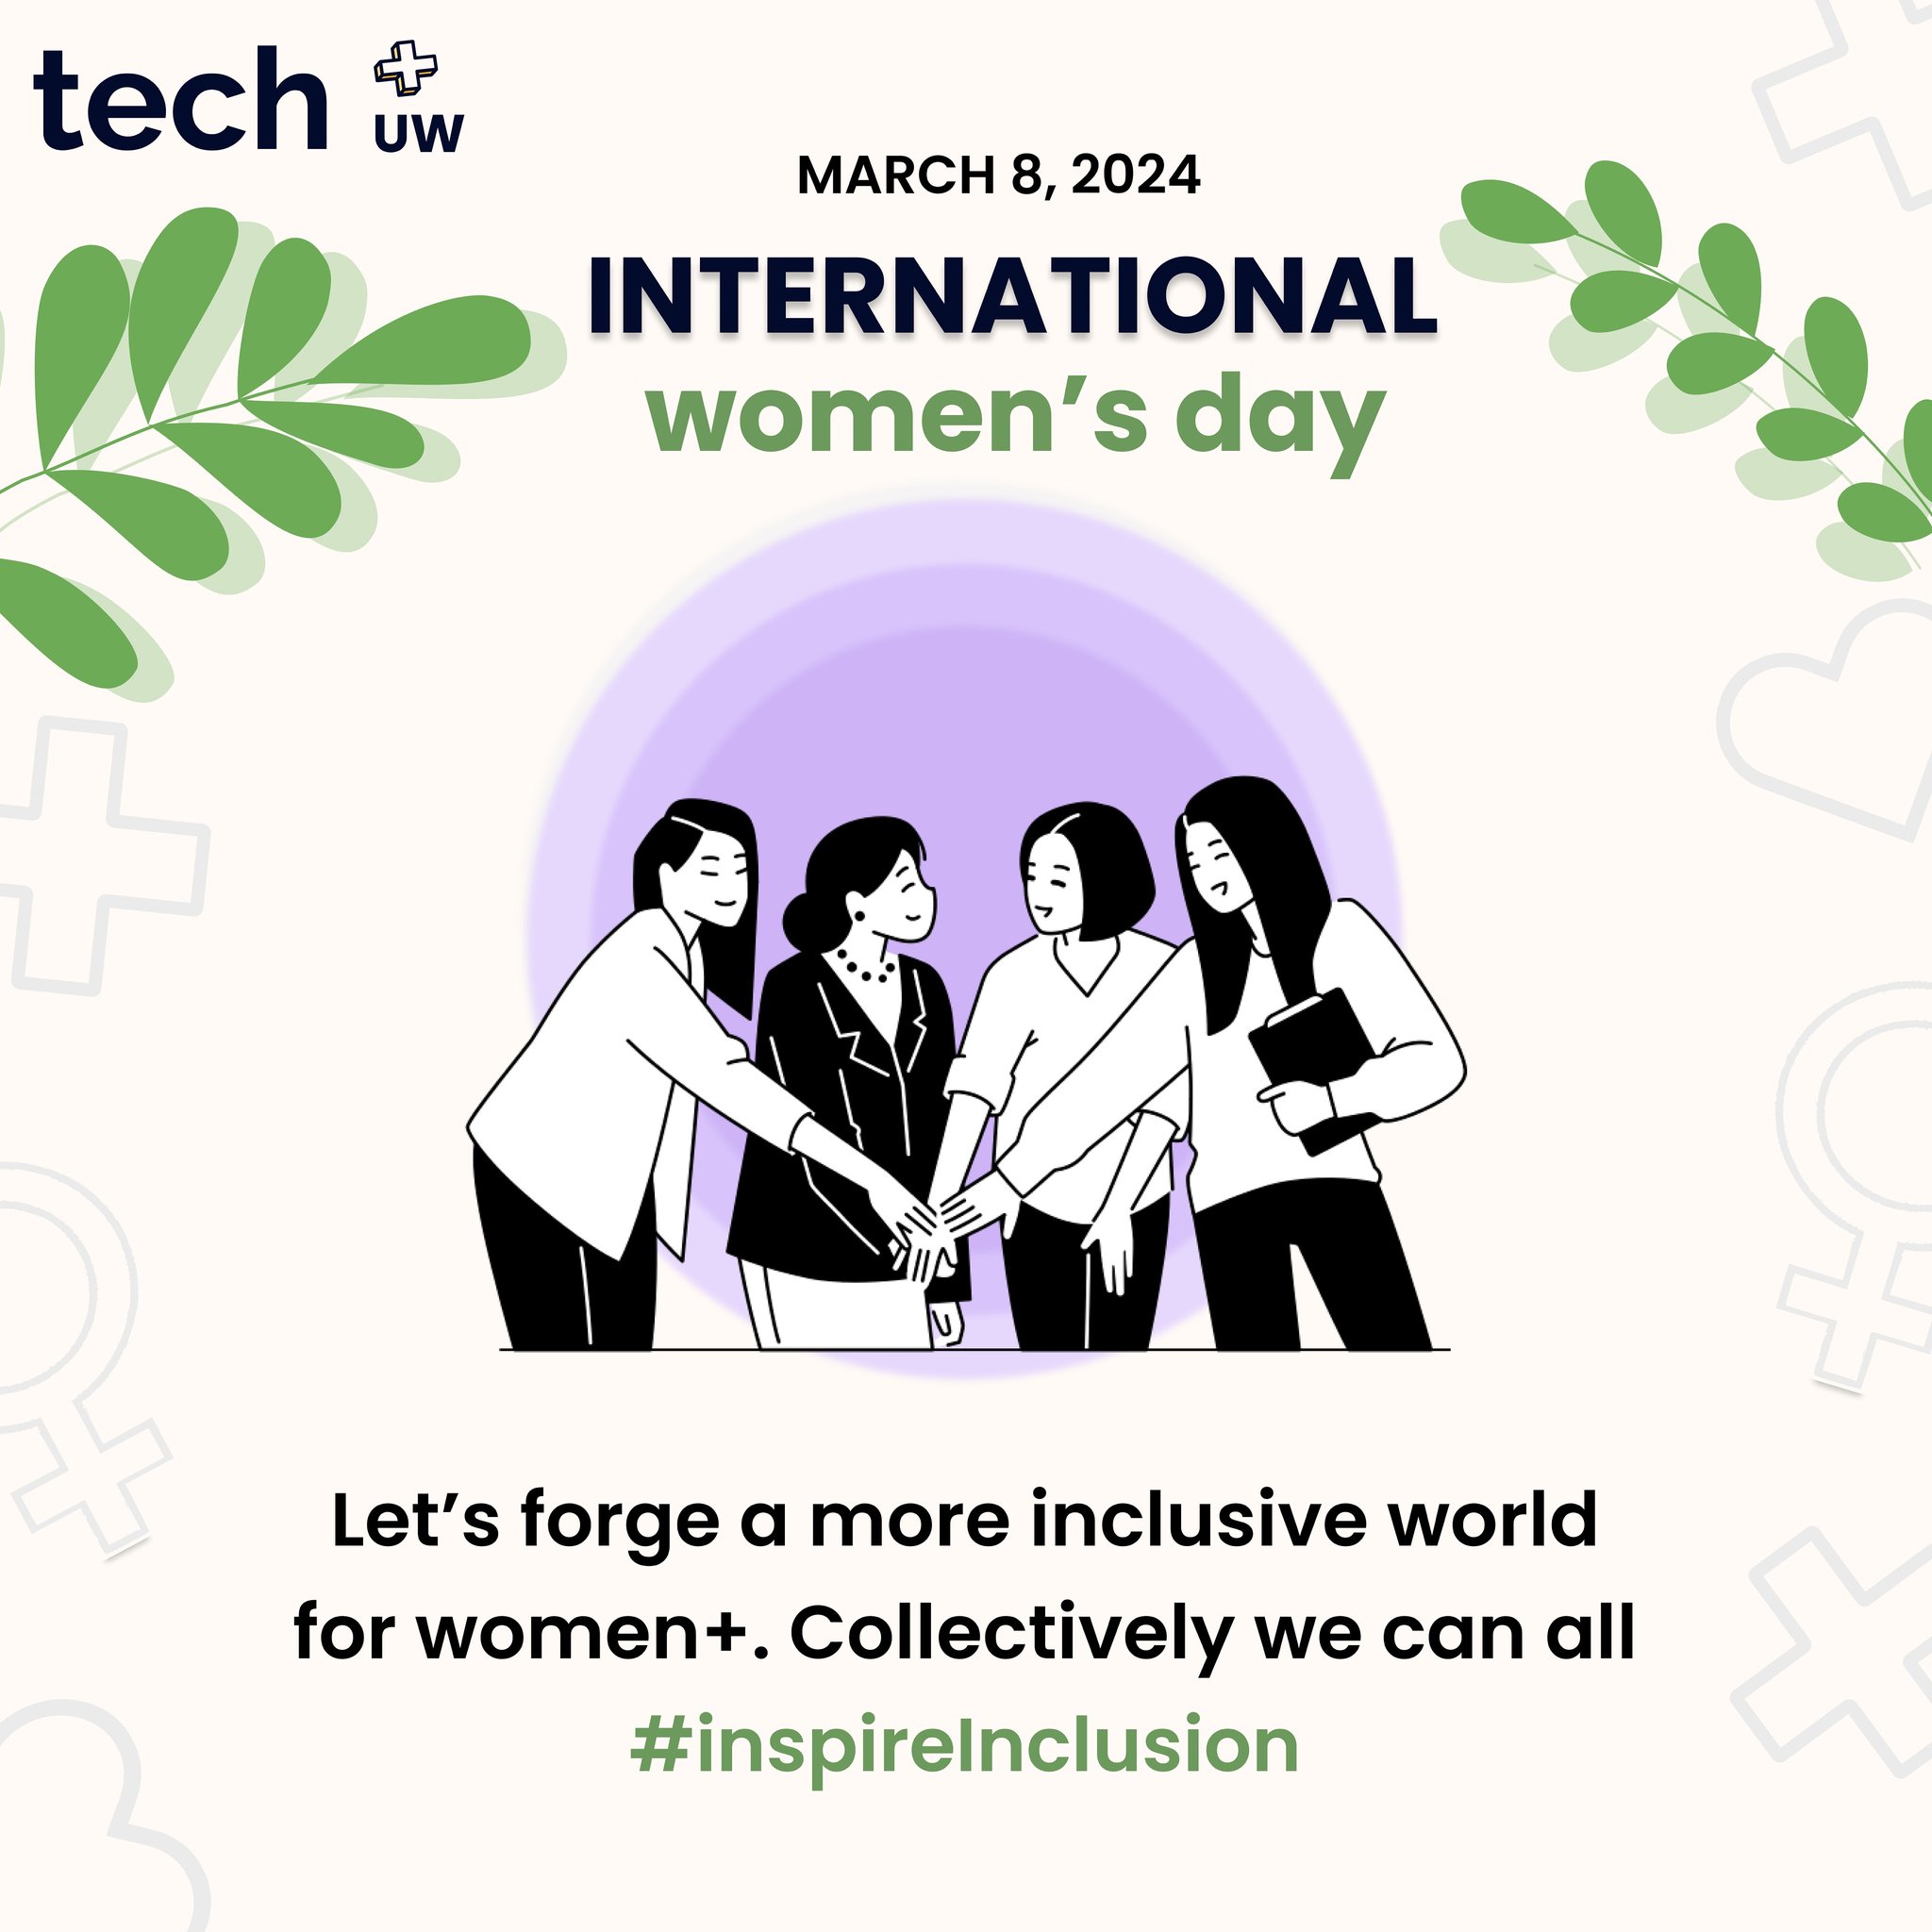 tech
UW
MARCH 8, 2024
INTERNATIONAL
women’s day
Let’s forge a more inclusive world
for women+. Collectively we can all
#inspireInclusion